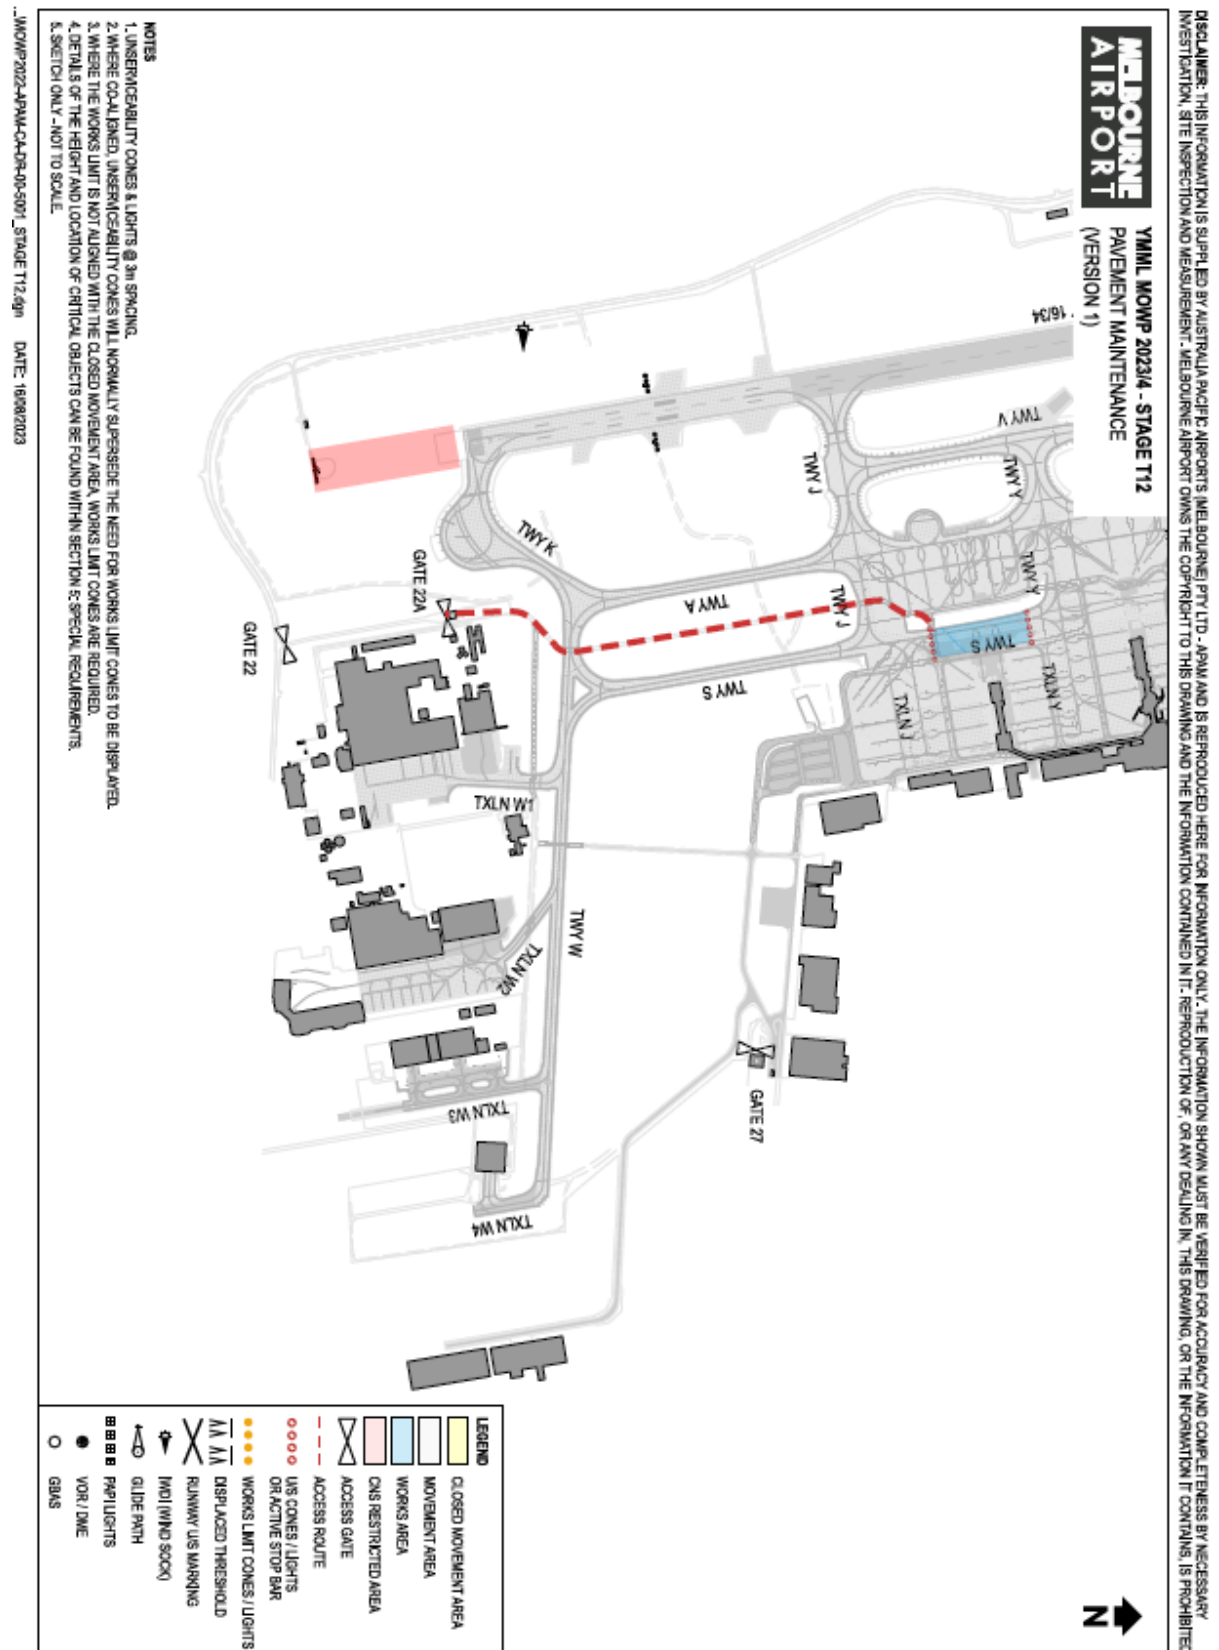 DISCLAIMER: THIS INFORMATION IS SUPPLIED BY AUSTRALIA PACIFIC AIRPORTS (MELBOURNE) PTY LTD - APAM AND IS REPRODUCED HERE FOR INFORMATION ONLY. THE INFORMATION SHOWN MUST BE VERIFIED FOR ACCURACY AND COMPLETENESS BY NECESSARY
INVESTIGATION, SITE INSPECTION AND MEASUREMENT. MELBOURNE AIRPORT OWNS THE COPYRIGHT TO THIS DRAWING AND THE INFORMATION CONTAINED IN IT. REPRODUCTION OF, OR ANY DEALING IN, THIS DRAWING, OR THE INFORMATION IT CONTAINS, IS PROHIBITED
MELBOURNE
AIRPORT
YMML MOWP 2023/4 - STAGE T12
PAVEMENT MAINTENANCE
(VERSION 1)
N
16/34
TWY V
TWY Y
TWY J
TWY Y
TWY J
TWY S
TXLN Y
TXLN J
TWY K
TWY A
TWY S
GATE 22A
GATE 22
TXLN W1
TWY W
TXLN W2
GATE 27
TXLN W3
TXLN W4
LEGEND
CLOSED MOVEMENT AREA
MOVEMENT AREA
WORKS AREA
CNS RESTRICTED AREA
ACCESS GATE
ACCESS ROUTE
U/S CONES / LIGHTS
OR ACTIVE STOP BAR
WORKS LIMIT CONES / LIGHTS
DISPLACED THRESHOLD
RUNWAY U/S MARKING
IWDI (WIND SOCK)
GLIDE PATH
PAPI LIGHTS
VOR / DME
GBAS
NOTES
1. UNSERVICEABILITY CONES & LIGHTS @ 3m SPACING.
2. WHERE CO-ALIGNED, UNSERVICEABILITY CONES WILL NORMALLY SUPERSEDE THE NEED FOR WORKS LIMIT CONES TO BE DISPLAYED.
3. WHERE THE WORKS LIMIT IS NOT ALIGNED WITH THE CLOSED MOVEMENT AREA, WORKS LIMIT CONES ARE REQUIRED.
4. DETAILS OF THE HEIGHT AND LOCATION OF CRITICAL OBJECTS CAN BE FOUND WITHIN SECTION 5: SPECIAL REQUIREMENTS.
5. SKETCH ONLY - NOT TO SCALE.
...\MOWP2022-APAM-CA-DR-00-5001_STAGE T12.dgn DATE: 16/08/2023